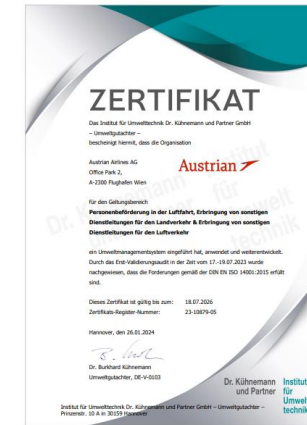 ZERTIFIKAT
Das Institut für Umwelttechnik Dr. Kühnemann und Partner GmbH
– Umweltgutachter –
bescheinigt hiermit, dass die Organisation
Austrian Airlines AG
Office Park 2,
A-2300 Flughafen Wien
Austrian
für den Geltungsbereich
Personenbeförderung in der Luftfahrt, Erbringung von sonstigen
Dienstleitungen für den Landverkehr & Erbringung von sonstigen
Dienstleitungen für den Luftverkehr
ein Umweltmanagementsystem eingeführt hat, anwendet und weiterentwickelt.
Durch das Erst-Validierungsaudit in der Zeit vom 17.-19.07.2023 wurde
nachgewiesen, dass die Forderungen gemäß der DIN EN ISO 14001:2015 erfüllt
sind.
Dieses Zertifikat ist gültig bis zum: 18.07.2026
Zertifikats-Register-Nummer: 23-10879-05
Hannover, den 26.01.2024
Dr. Burkhard Kühnemann
Umweltgutachter, DE-V-0103
Dr. Kühnemann und Partner
Institut für Umwelt technik
Institut für Umwelttechnik Dr. Kühnemann und Partner GmbH – Umweltgutachter –
Prinzenstr. 10 A in 30159 Hannover